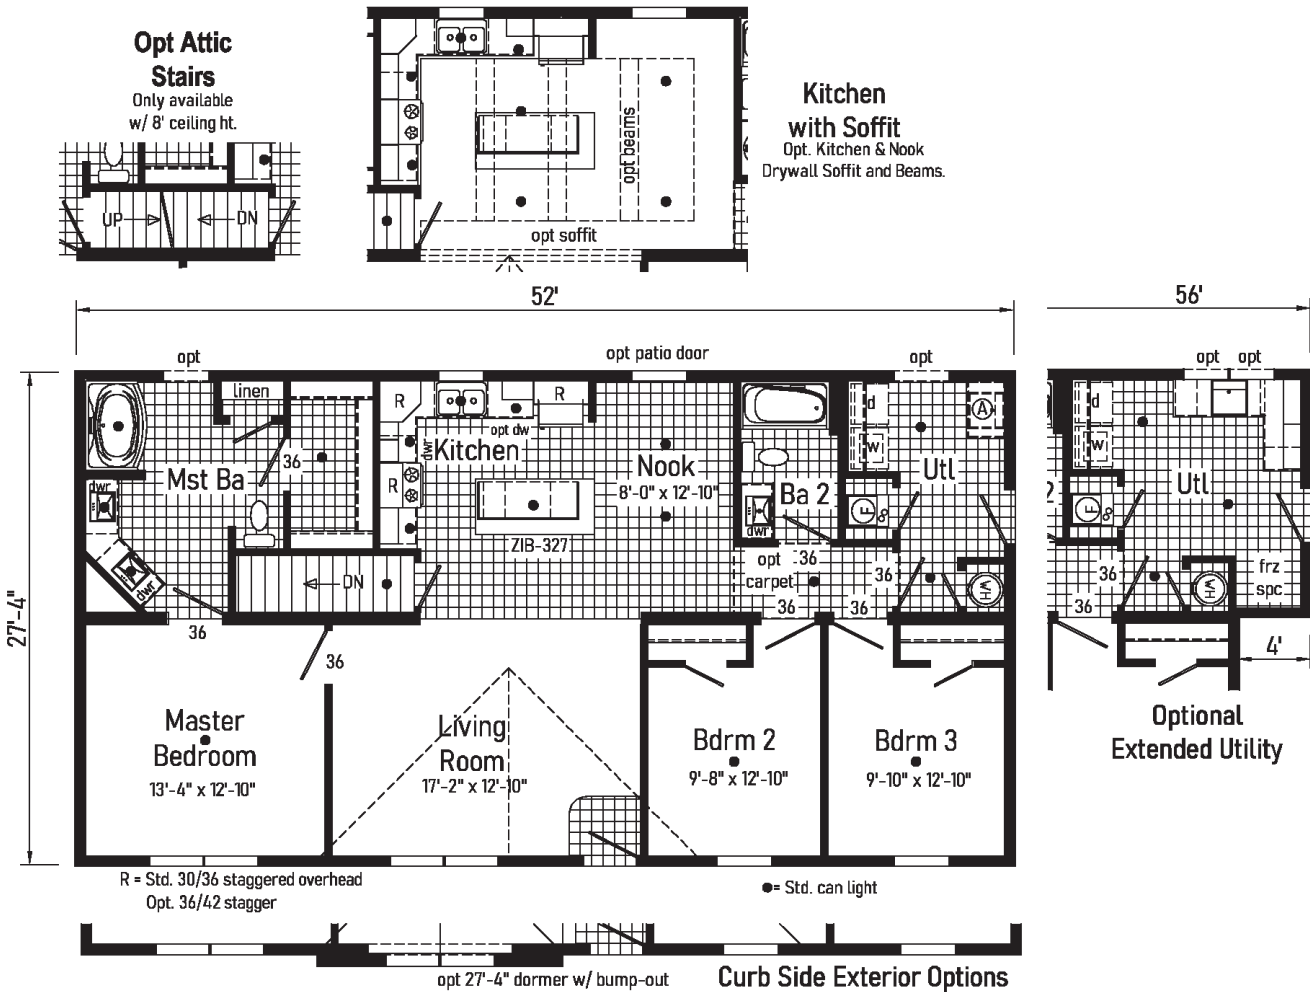 Opt Attic
Stairs
Only available
w/ 8' ceiling ht.
UP
DN
opt beams
opt soffit
Kitchen
with Soffit
Opt. Kitchen & Nook
Drywall Soffit and Beams.
52'
56'
opt
opt patio door
opt
opt opt
linen
R
R
d
A
d
opt dw
dwr
Kitchen
w
w
36
Mst Ba
Nook
8'-0" x 12'-10"
Utl
Utl
dwr
R
Ba 2
F
2
F
dwr
ZIB-327
36
opt
carpet
36
36
DN
WH
WH
frz
spc
dwr
36
36
36
36
27'-4"
36
4'
Master
Bedroom
13'-4" x 12'-10"
Living
Room
17'-2" x 12'-10"
Bdrm 2
9'-8" x 12'-10"
Bdrm 3
9'-10" x 12'-10"
Optional
Extended Utility
R = Std. 30/36 staggered overhead
Opt. 36/42 stagger
= Std. can light
opt 27'-4" dormer w/ bump-out
Curb Side Exterior Options